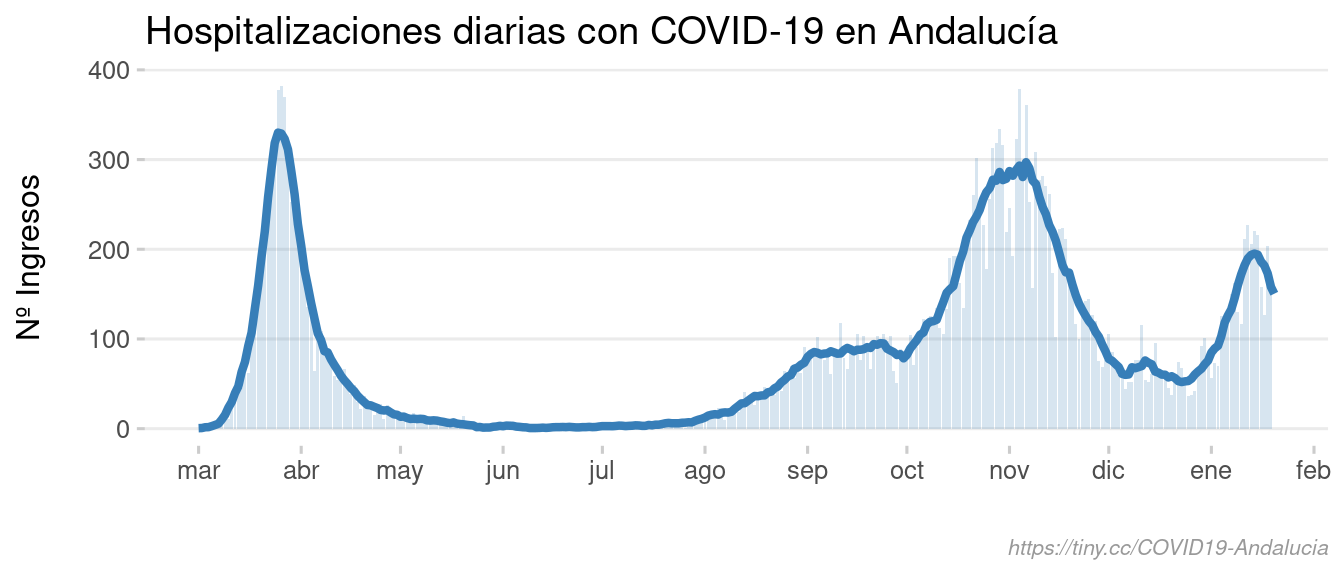 Hospitalizaciones diarias con COVID-19 en Andalucía
Nº Ingresos
400
300
200
100
0
mar abr may jun jul ago sep oct nov dic ene feb
https://tiny.cc/COVID19-Andalucia